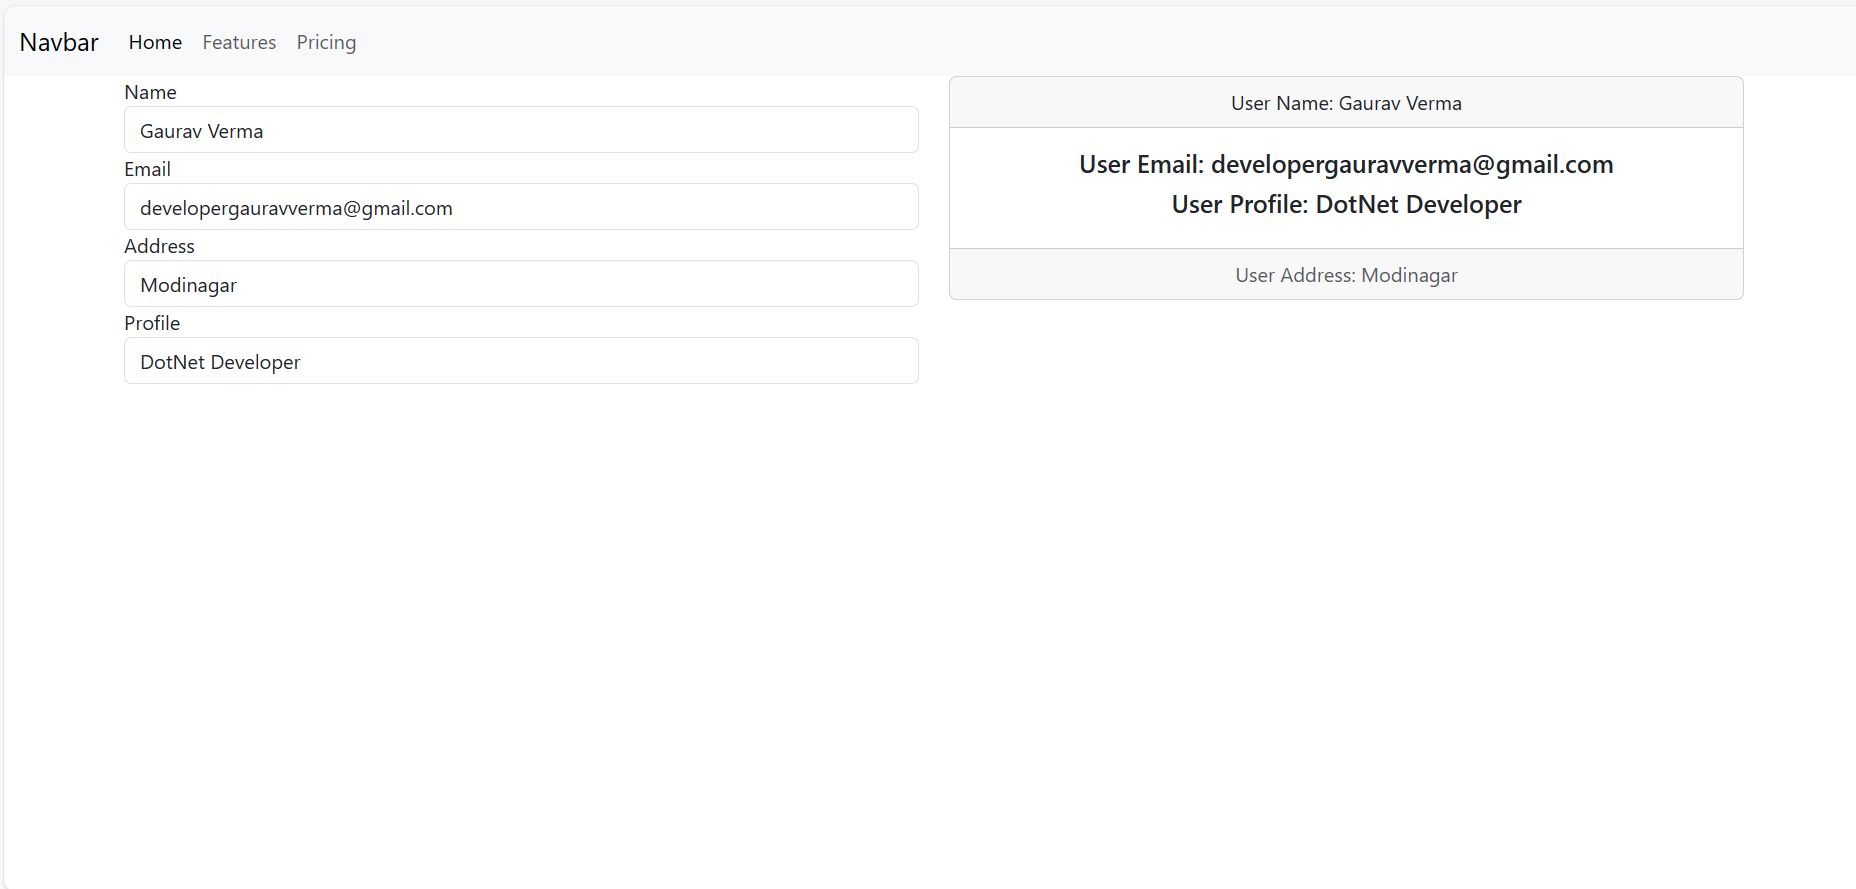 Navbar Home Features Pricing
Name
Gaurav Verma
Email
developergauravverma@gmail.com
Address
Modinagar
Profile
DotNet Developer
User Name: Gaurav Verma
User Email: developergauravverma@gmail.com
User Profile: DotNet Developer
User Address: Modinagar